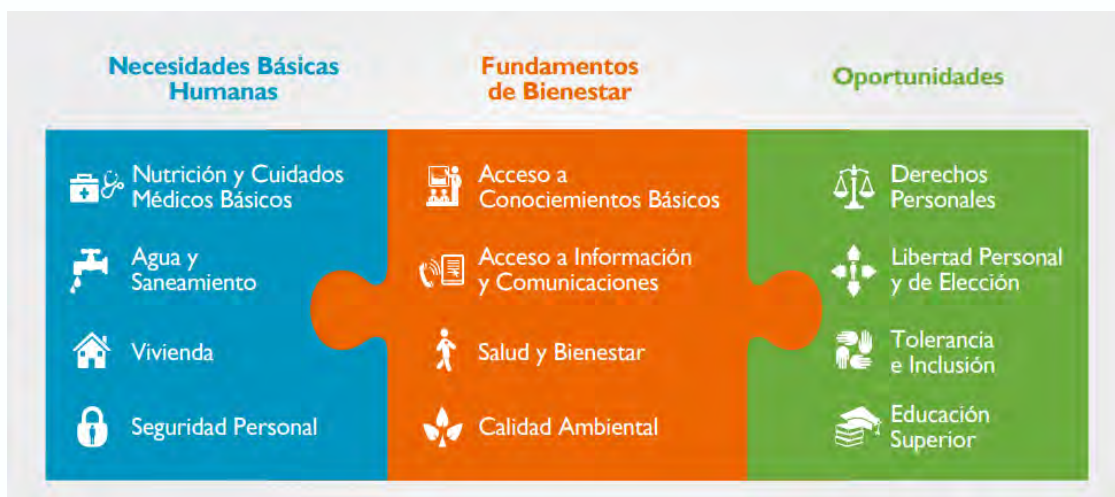 Necesidades Básicas
Humanas
Nutrición y Cuidados
Médicos Básicos
Agua y
Saneamiento
Vivienda
Seguridad Personal
Fundamentos
de Bienestar
Acceso a
Conociemientos Básicos
Acceso a Información
y Comunicaciones
Salud y Bienestar
Calidad Ambiental
Oportunidades
Derechos
Personales
Libertad Personal
y de Elección
Tolerancia
e Inclusión
Educación
Superior